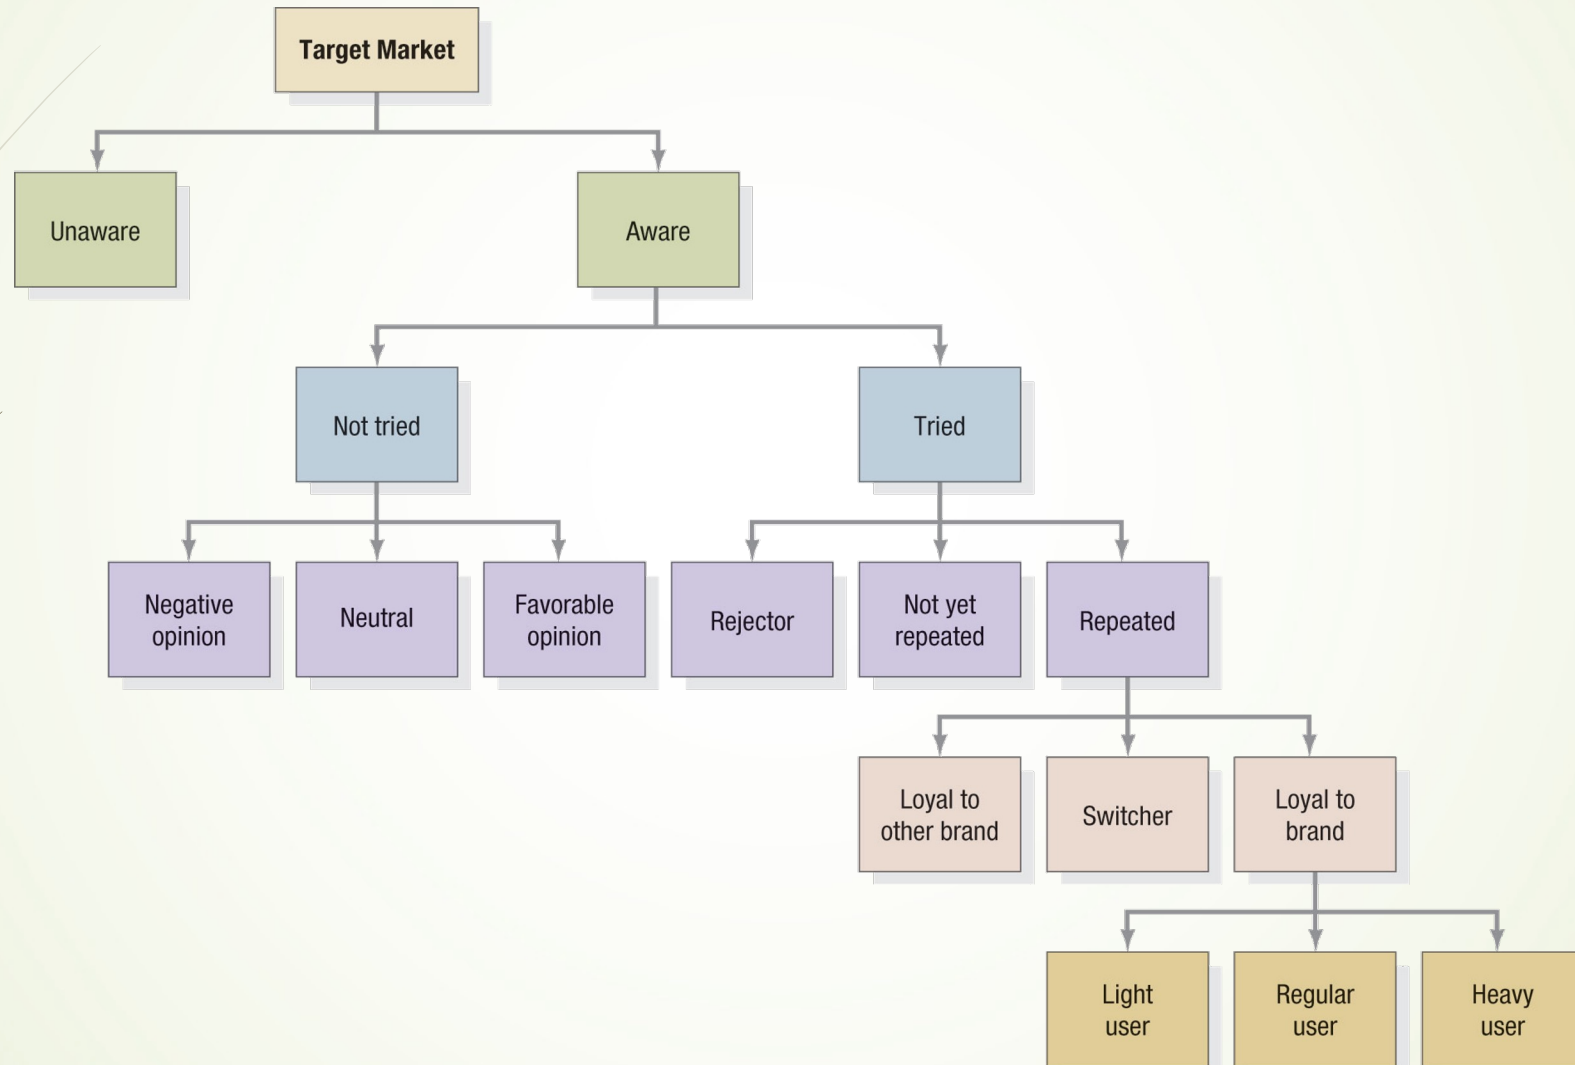 Target Market
Unaware
Aware
Not tried
Tried
Negative
opinion
Neutral
Favorable
opinion
Rejector
Not yet
repeated
Repeated
Loyal to
other brand
Switcher
Loyal to
brand
Light
user
Regular
user
Heavy
user